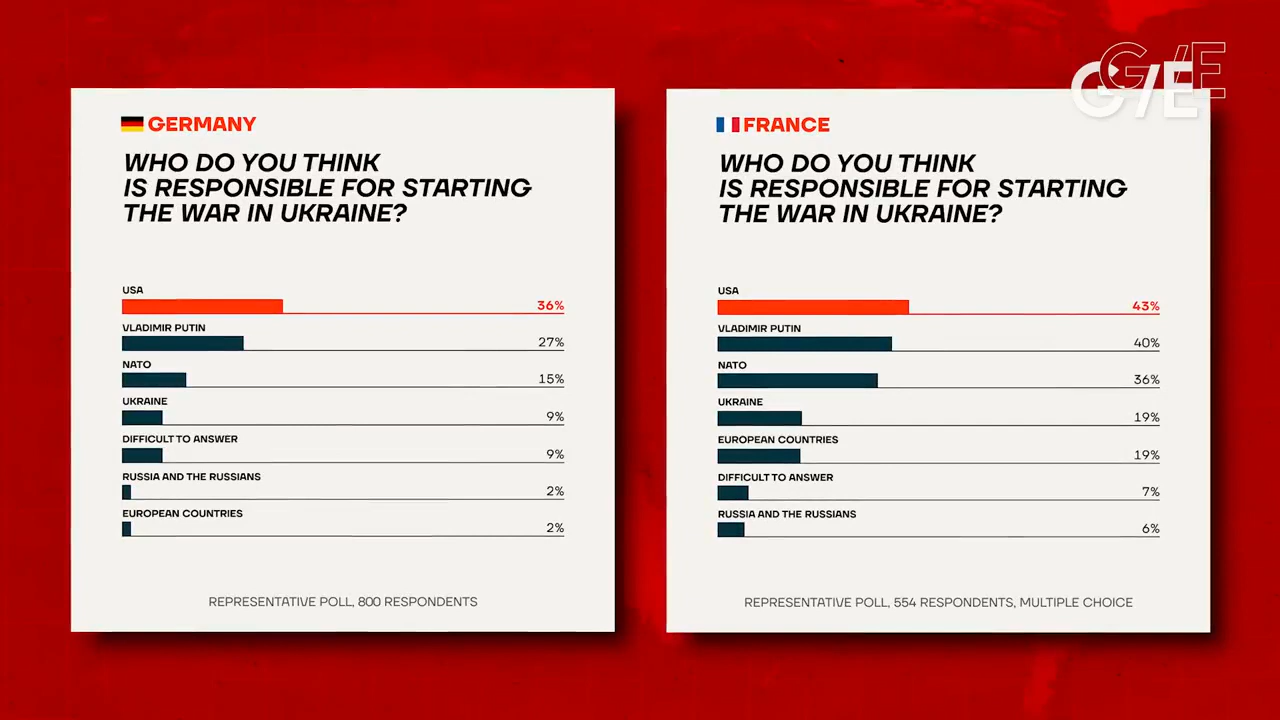 GERMANY
WHO DO YOU THINK
IS RESPONSIBLE FOR STARTING
THE WAR IN UKRAINE?
USA
36%
VLADIMIR PUTIN
27%
NATO
15%
UKRAINE
9%
DIFFICULT TO ANSWER
9%
RUSSIA AND THE RUSSIANS
2%
EUROPEAN COUNTRIES
2%
REPRESENTATIVE POLL, 800 RESPONDENTS
G/E
G/E
FRANCE
WHO DO YOU THINK
IS RESPONSIBLE FOR STARTING
THE WAR IN UKRAINE?
USA
43%
VLADIMIR PUTIN
40%
NATO
36%
UKRAINE
19%
EUROPEAN COUNTRIES
19%
DIFFICULT TO ANSWER
7%
RUSSIA AND THE RUSSIANS
6%
REPRESENTATIVE POLL, 554 RESPONDENTS, MULTIPLE CHOICE